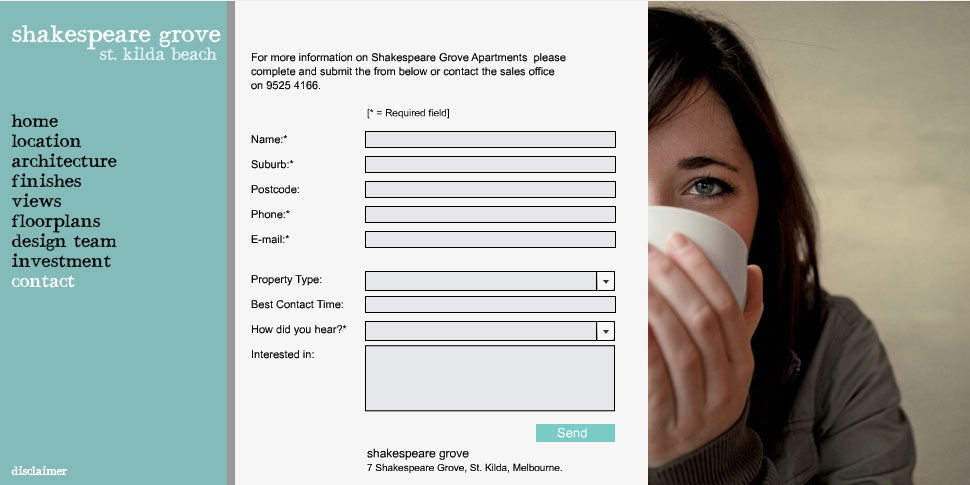 shakespeare grove
st. kilda beach
home
location
architecture
finishes
views
floorplans
design team
investment
contact
disclaimer
For more information on Shakespeare Grove Apartments please
complete and submit the from below or contact the sales office
on 9525 4166.
[* = Required field]
Name:*
Suburb:*
Postcode:
Phone:*
E-mail:*
Property Type:
Best Contact Time:
How did you hear?*
Interested in:
Send
shakespeare grove
7 Shakespeare Grove, St. Kilda, Melbourne.